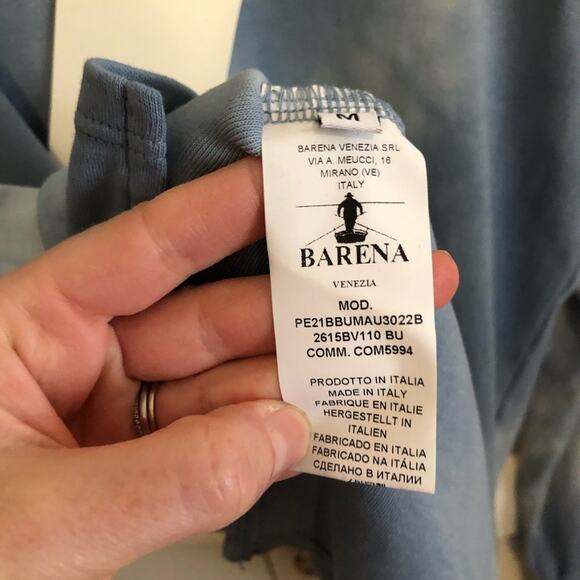 M
BARENA VENEZIA SRL
VIA A. MEUCCI, 16
MIRANO (VE)
ITALY
BARENA
VENEZIA
MOD.
PE21BBUMAU3022B
2615BV110 BU
COMM. COM5994
PRODOTTO IN ITALIA
MADE IN ITALY
FABRIQUE EN ITALIE
HERGESTELLT IN
ITALIEN
FABRICADO EN ITALIA
FABRICADO NA ITÁLIA
СДЕЛАНО В ИТАЛИИ